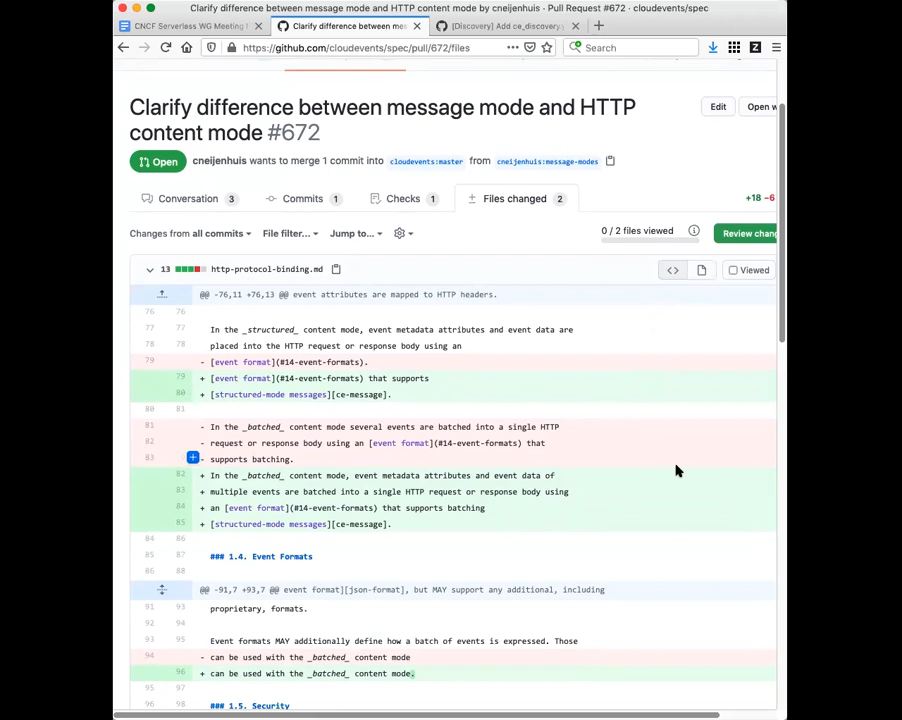 Clarify difference between message mode and HTTP content mode by cneijenhuis · Pull Request #672 · cloudevents/spec
CNCF Serverless WG Meeting
Clarify difference between mes
[Discovery] Add ce_discovery
https://github.com/cloudevents/spec/pull/672/files
Search
Clarify difference between message mode and HTTP
content mode #672
Edit
Open w
Open
cneijenhuis wants to merge 1 commit into cloudevents:master from cneijenhuis:message-modes
Conversation 3
Commits 1
Checks 1
Files changed 2
+18 −6
Changes from all commits
File filter...
Jump to...
0 / 2 files viewed
Review chang
13 http-protocol-binding.md
Viewed
@@ -76,11 +76,13 @@ event attributes are mapped to HTTP headers.
76 76
77 77 In the _structured_ content mode, event metadata attributes and event data are
78 78 placed into the HTTP request or response body using an
79 - [event format](#14-event-formats).
79 + [event format](#14-event-formats) that supports
80 + [structured-mode messages][ce-message].
80 81
81 - In the _batched_ content mode several events are batched into a single HTTP
82 - request or response body using an [event format](#14-event-formats) that
83 - supports batching.
82 + In the _batched_ content mode, event metadata attributes and event data of
83 + multiple events are batched into a single HTTP request or response body using
84 + an [event format](#14-event-formats) that supports batching
85 + [structured-mode messages][ce-message].
84 86
85 87 ### 1.4. Event Formats
86 88
@@ -91,7 +93,7 @@ event format][json-format], but MAY support any additional, including
91 93 proprietary, formats.
92 94
93 95 Event formats MAY additionally define how a batch of events is expressed. Those
94 - can be used with the _batched_ content mode
96 + can be used with the _batched_ content mode.
95 97
96 98 ### 1.5. Security